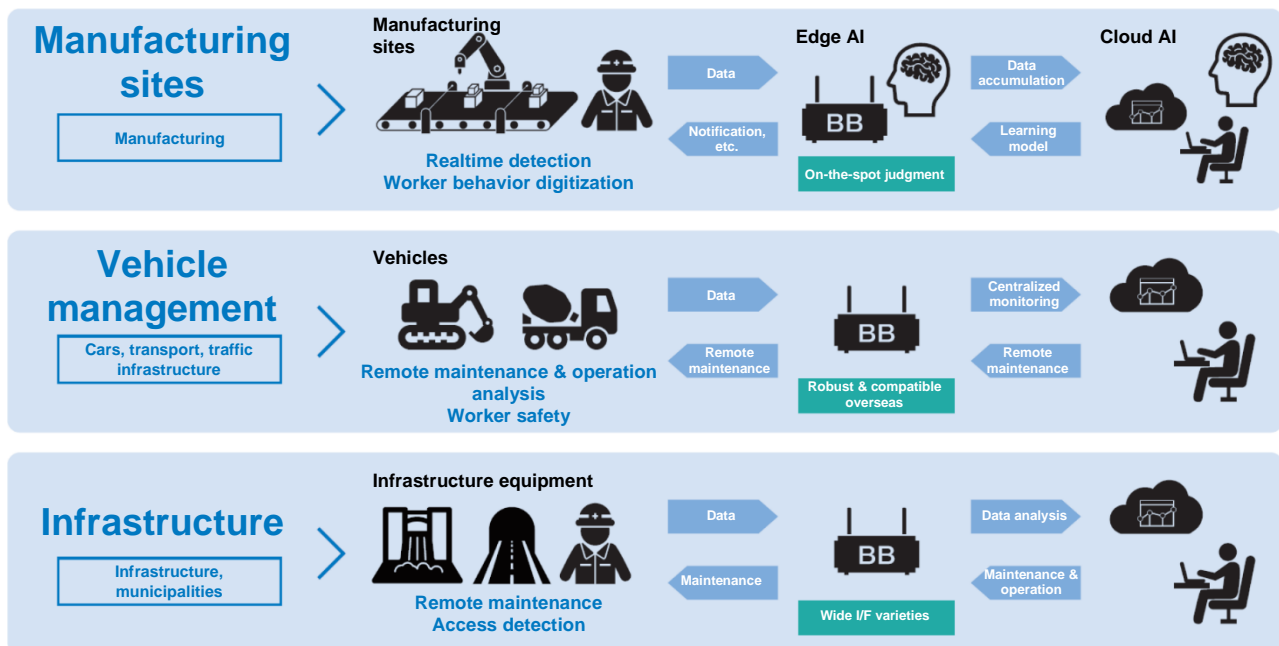 Manufacturing
sites
Manufacturing
Manufacturing
sites
Realtime detection
Worker behavior digitization
Data
Notification,
etc.
Edge AI
BB
On-the-spot judgment
Data
accumulation
Learning
model
Cloud AI
Vehicle
management
Cars, transport, traffic
infrastructure
Vehicles
Remote maintenance & operation
analysis
Worker safety
Data
Remote
maintenance
BB
Robust & compatible
overseas
Centralized
monitoring
Remote
maintenance
Infrastructure
Infrastructure,
municipalities
Infrastructure equipment
Remote maintenance
Access detection
Data
Maintenance
BB
Wide I/F varieties
Data analysis
Maintenance &
operation